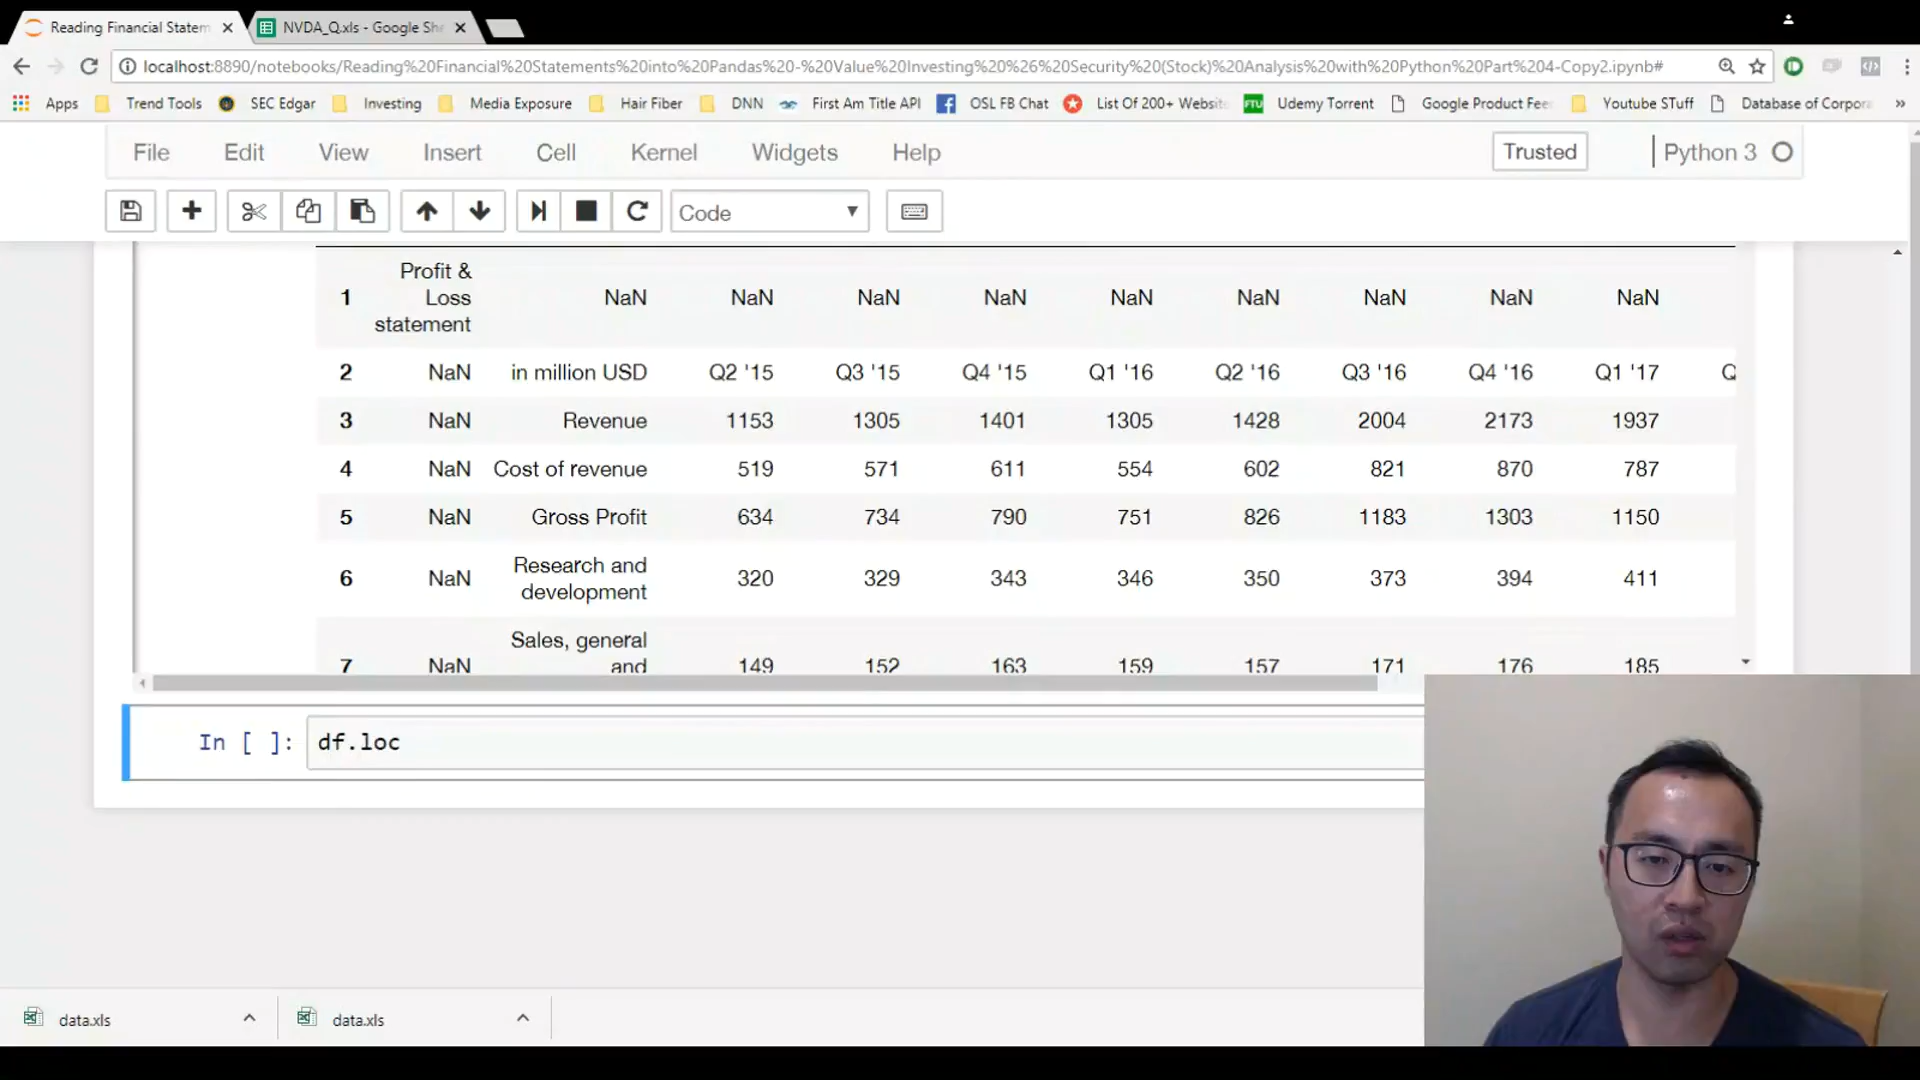 Reading Financial Statem
NVDA_Q.xls - Google She
localhost:8890/notebooks/Reading%20Financial%20Statements%20into%20Pandas%20-%20Value%20Investing%20%26%20Security%20(Stock)%20Analysis%20with%20Python%20Part%204-Copy2.ipynb#
Apps Trend Tools SEC Edgar Investing Media Exposure Hair Fiber DNN First Am Title API OSL FB Chat List Of 200+ Websit FTU Udemy Torrent Google Product Fee Youtube STuff Database of Corpora »
File Edit View Insert Cell Kernel Widgets Help Trusted Python 3
Code
Profit &
1 Loss NaN NaN NaN NaN NaN NaN NaN NaN NaN
statement
2 NaN in million USD Q2 '15 Q3 '15 Q4 '15 Q1 '16 Q2 '16 Q3 '16 Q4 '16 Q1 '17 Q
3 NaN Revenue 1153 1305 1401 1305 1428 2004 2173 1937
4 NaN Cost of revenue 519 571 611 554 602 821 870 787
5 NaN Gross Profit 634 734 790 751 826 1183 1303 1150
Research and
6 NaN development 320 329 343 346 350 373 394 411
Sales, general
7 NaN and 149 152 163 159 157 171 176 185
In [ ]: df.loc
data.xls data.xls